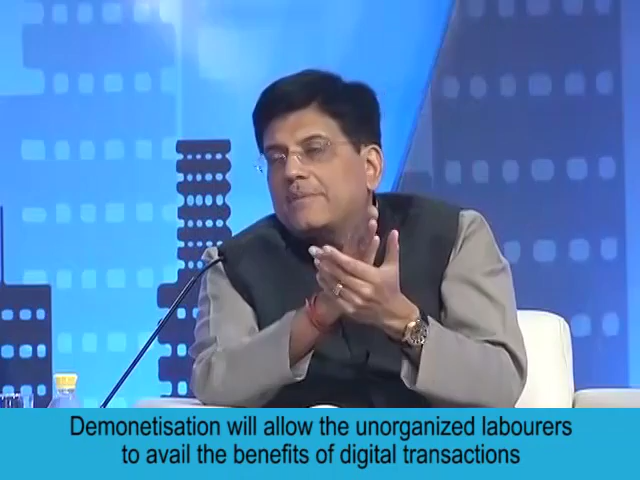 Demonetisation will allow the unorganized labourers
to avail the benefits of digital transactions